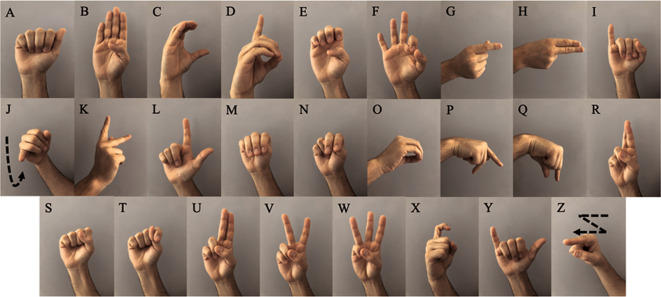 A B C D E F G H I
J K L M N O P Q R
S T U V W X Y Z